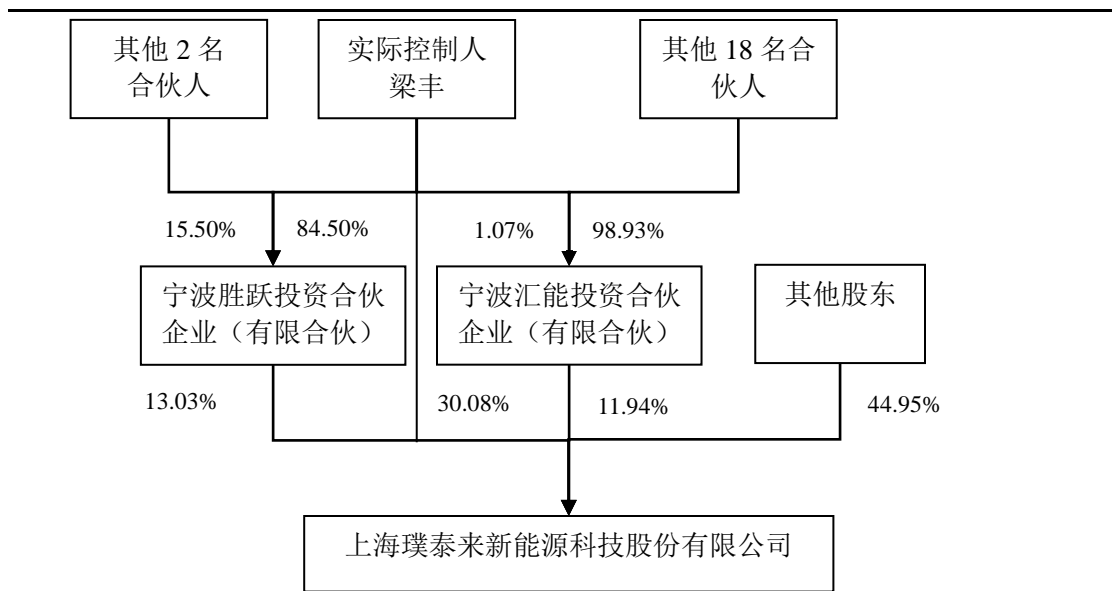 其他 2 名
合伙人
实际控制人
梁丰
其他 18 名合
伙人
15.50%
84.50%
1.07%
98.93%
宁波胜跃投资合伙
企业（有限合伙）
宁波汇能投资合伙
企业（有限合伙）
其他股东
13.03%
30.08%
11.94%
44.95%
上海璞泰来新能源科技股份有限公司